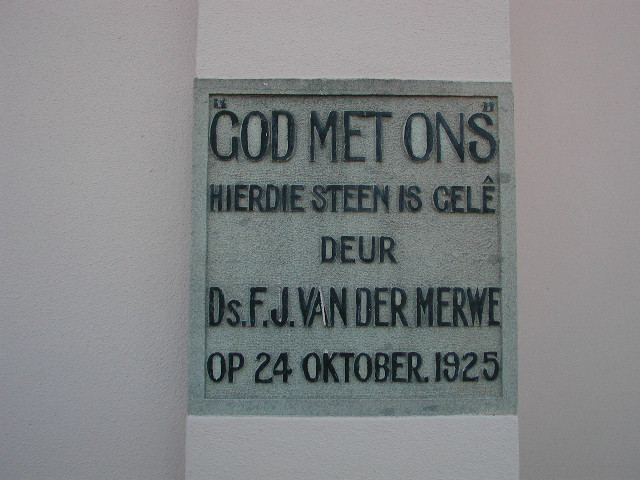 "GOD MET ONS"
HIERDIE STEEN IS GELÊ
DEUR
Ds. F. J. VAN DER MERWE
OP 24 OKTOBER. 1925